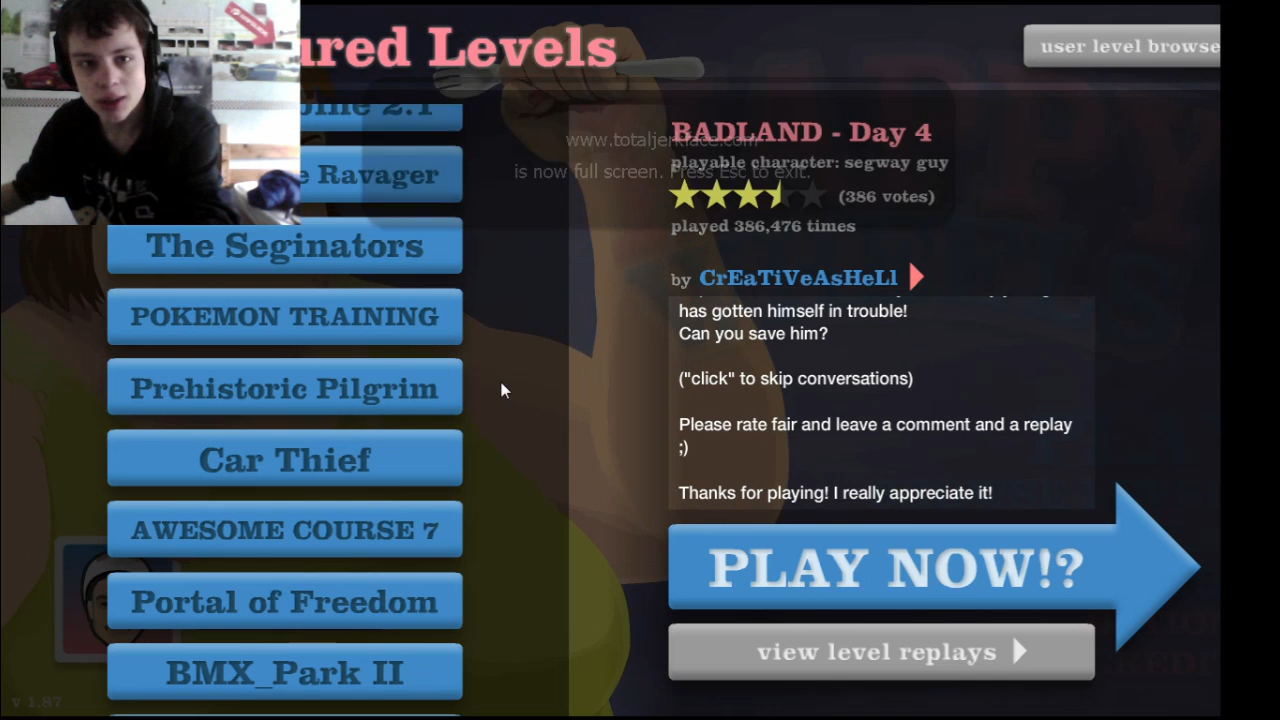 ured Levels
user level browse
2.1
e Ravager
The Seginators
POKEMON TRAINING
Prehistoric Pilgrim
Car Thief
AWESOME COURSE 7
Portal of Freedom
BMX_Park II
v 1.87
www.totaljerkface.com
is now full screen. Press Esc to exit.
BADLAND - Day 4
playable character: segway guy
(386 votes)
played 386,476 times
by CrEaTiVeAsHeLl
has gotten himself in trouble!
Can you save him?
("click" to skip conversations)
Please rate fair and leave a comment and a replay
;)
Thanks for playing! I really appreciate it!
PLAY NOW!?
view level replays